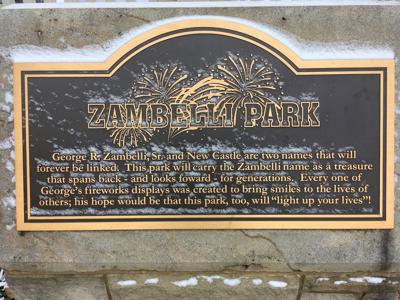 ZAMBELLI PARK
George R. Zambelli, Sr. and New Castle are two names that will
forever be linked. This park will carry the Zambelli name as a treasure
that spans back - and looks foward - for generations. Every one of
George's fireworks displays was created to bring smiles to the lives of
others; his hope would be that this park, too, will "light up your lives"!